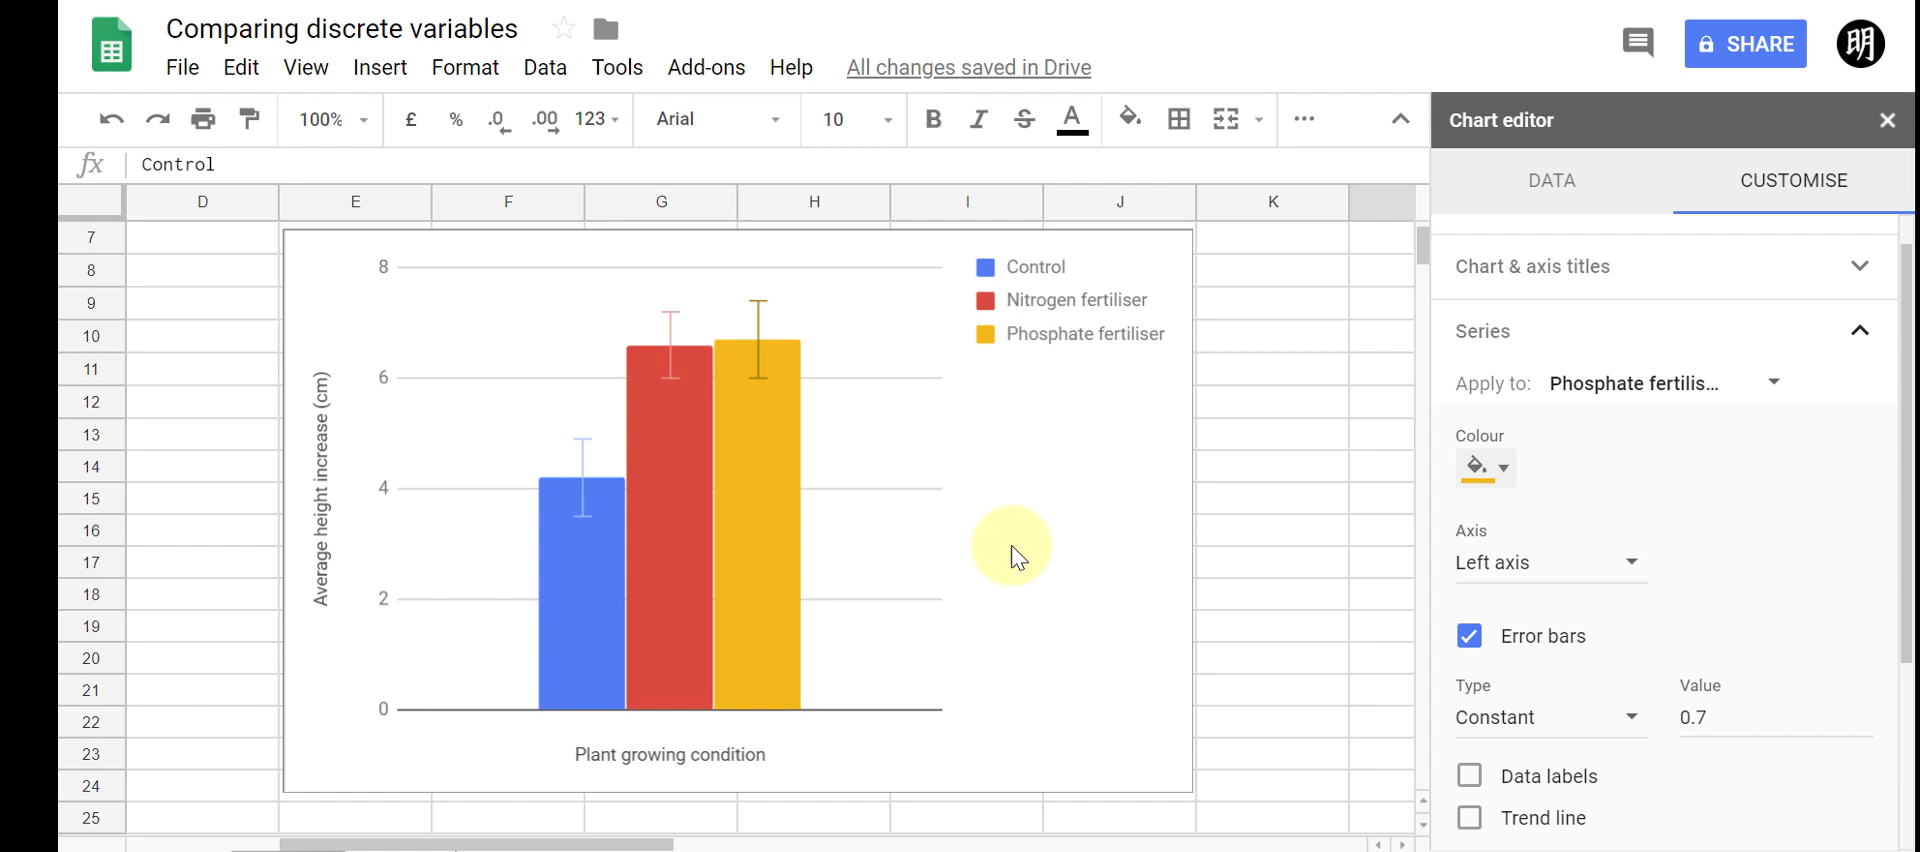 Comparing discrete variables
File Edit View Insert Format Data Tools Add-ons Help All changes saved in Drive
SHARE
明
100% £ % .0 .00 123 Arial 10 B I S A
fx Control
D E F G H I J K
7
8
9
10
11
12
13
14
15
16
17
18
19
20
21
22
23
24
25
Average height increase (cm)
8
6
4
2
0
Plant growing condition
Control
Nitrogen fertiliser
Phosphate fertiliser
Chart editor
DATA CUSTOMISE
Chart & axis titles
Series
Apply to: Phosphate fertilis...
Colour
Axis
Left axis
Error bars
Type Value
Constant 0.7
Data labels
Trend line